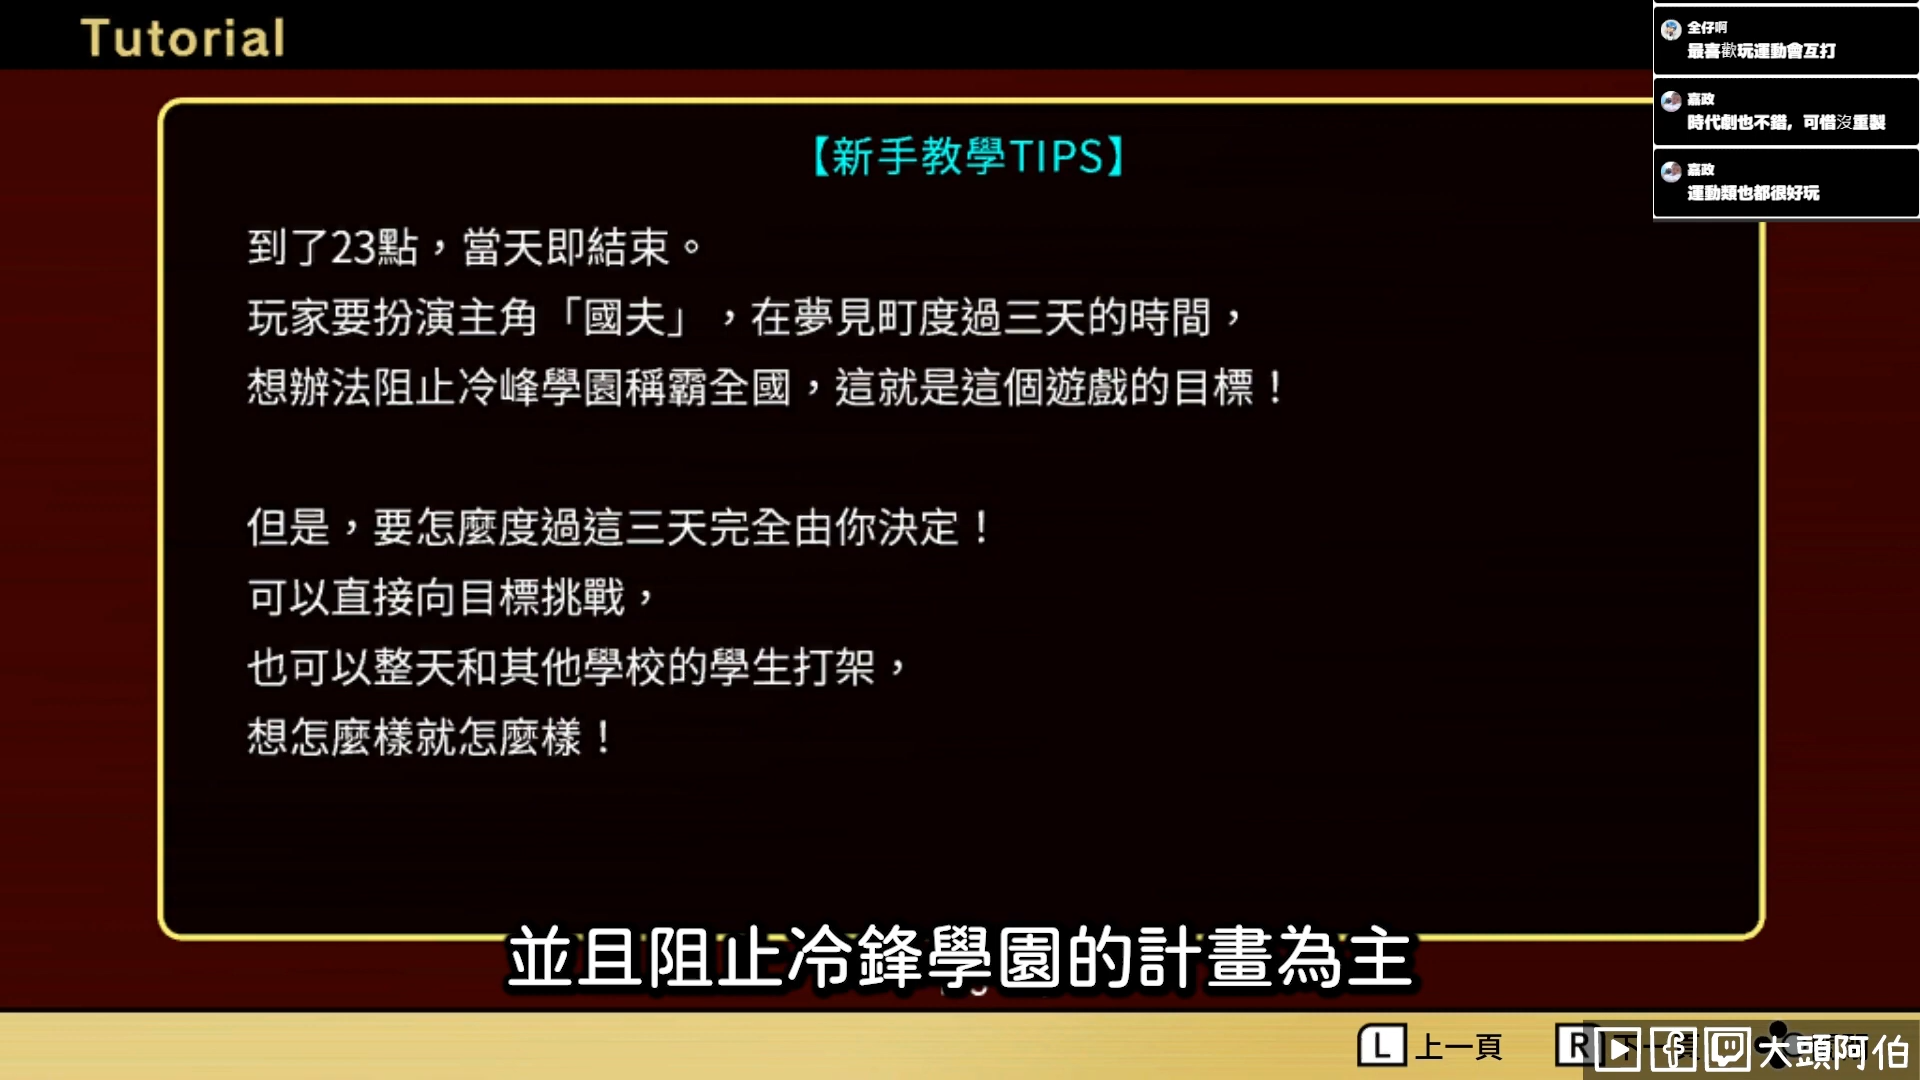 Tutorial
全仔啊
最喜歡玩運動會互打
嘉政
時代劇也不錯，可惜沒重製
嘉政
運動類也都很好玩
【新手教學TIPS】
到了23點，當天即結束。
玩家要扮演主角「國夫」，在夢見町度過三天的時間，
想辦法阻止冷峰學園稱霸全國，這就是這個遊戲的目標！
但是，要怎麼度過這三天完全由你決定！
可以直接向目標挑戰，
也可以整天和其他學校的學生打架，
想怎麼樣就怎麼樣！
並且阻止冷鋒學園的計畫為主
L 上一頁
R 下一頁
大頭阿伯